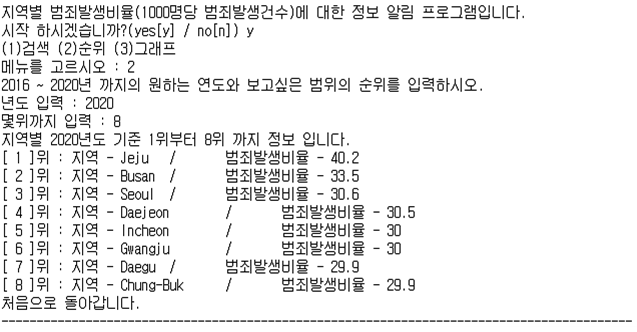 지역별 범죄발생비율(1000명당 범죄발생건수)에 대한 정보 알림 프로그램입니다.
시작 하시겠습니까?(yes[y] / no[n]) y
(1)검색 (2)순위 (3)그래프
메뉴를 고르시오 : 2
2016 ~ 2020년 까지의 원하는 연도와 보고싶은 범위의 순위를 입력하시오.
년도 입력 : 2020
몇위까지 입력 : 8
지역별 2020년도 기준 1위부터 8위 까지 정보 입니다.
[ 1 ]위 : 지역 - Jeju / 범죄발생비율 - 40.2
[ 2 ]위 : 지역 - Busan / 범죄발생비율 - 33.5
[ 3 ]위 : 지역 - Seoul / 범죄발생비율 - 30.6
[ 4 ]위 : 지역 - Daejeon / 범죄발생비율 - 30.5
[ 5 ]위 : 지역 - Incheon / 범죄발생비율 - 30
[ 6 ]위 : 지역 - Gwangju / 범죄발생비율 - 30
[ 7 ]위 : 지역 - Daegu / 범죄발생비율 - 29.9
[ 8 ]위 : 지역 - Chung-Buk / 범죄발생비율 - 29.9
처음으로 돌아갑니다.
--------------------------------------------------------------------------------